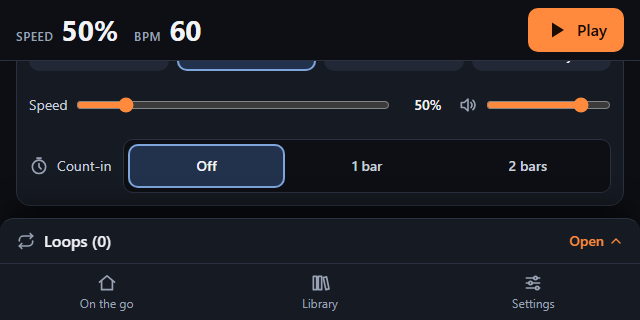 SPEED 50% BPM 60
Play
Speed 50%
Count-in Off 1 bar 2 bars
Loops (0) Open
On the go Library Settings